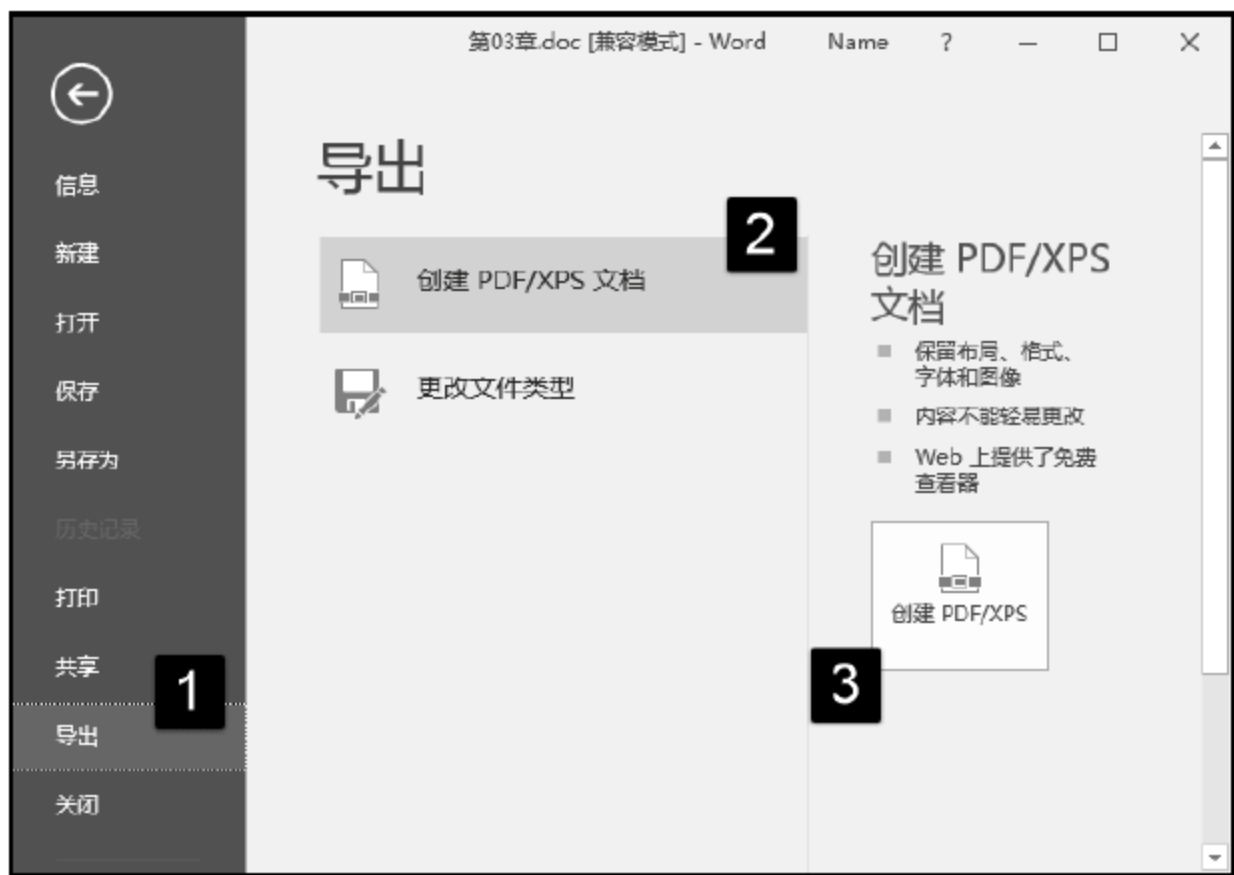 第03章.doc [兼容模式] - Word Name ?
信息
新建
打开
保存
另存为
历史记录
打印
共享
1
导出
关闭
导出
2
创建 PDF/XPS 文档
更改文件类型
创建 PDF/XPS
文档
保留布局、格式、
字体和图像
内容不能轻易更改
Web 上提供了免费
查看器
创建 PDF/XPS
3